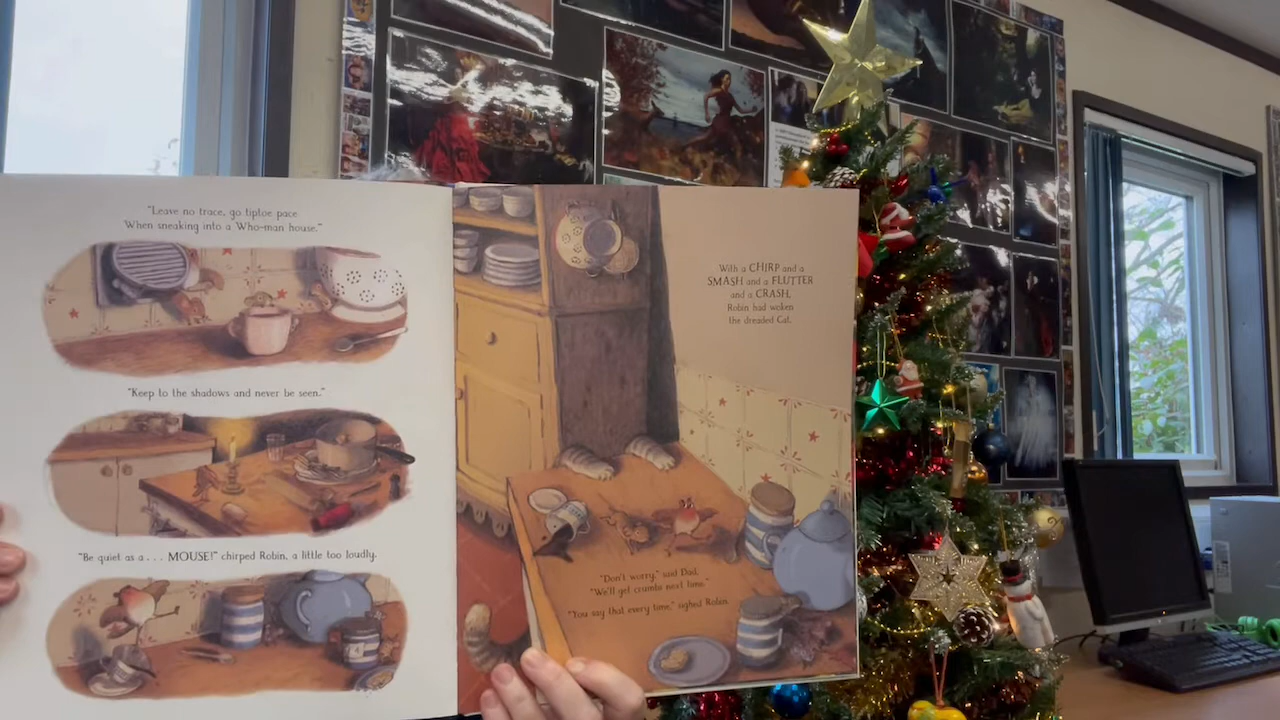 "Leave no trace, go tiptoe pace
When sneaking into a Who-man house."
"Keep to the shadows and never be seen."
"Be quiet as a . . . MOUSE!" chirped Robin, a little too loudly.
With a CHIRP and a
SMASH and a FLUTTER
and a CRASH,
Robin had woken
the dreaded Cat.
"Don't worry," said Dad.
"We'll get crumbs next time."
"You say that every time," sighed Robin.